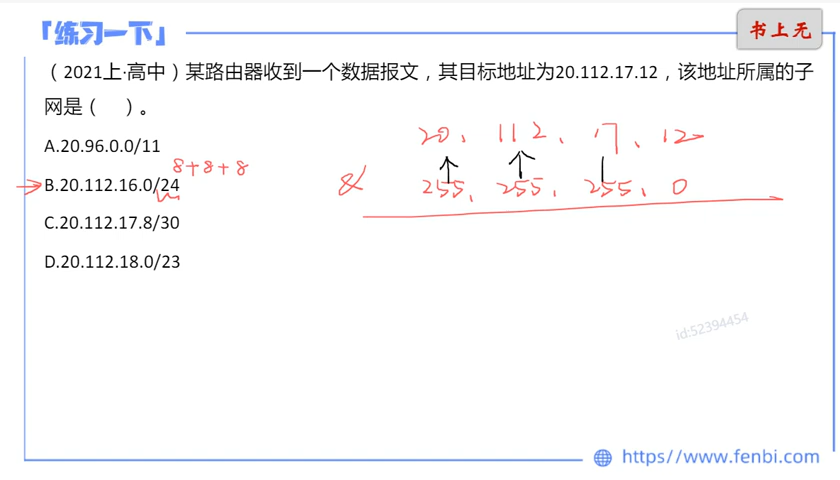 「练习一下」
书上无
（2021上·高中）某路由器收到一个数据报文，其目标地址为20.112.17.12，该地址所属的子
网是（ ）。
A.20.96.0.0/11
8+8+8
B.20.112.16.0/24
C.20.112.17.8/30
D.20.112.18.0/23
20、112、17、12
& 255、255、255、0
id:52394454
https//www.fenbi.com